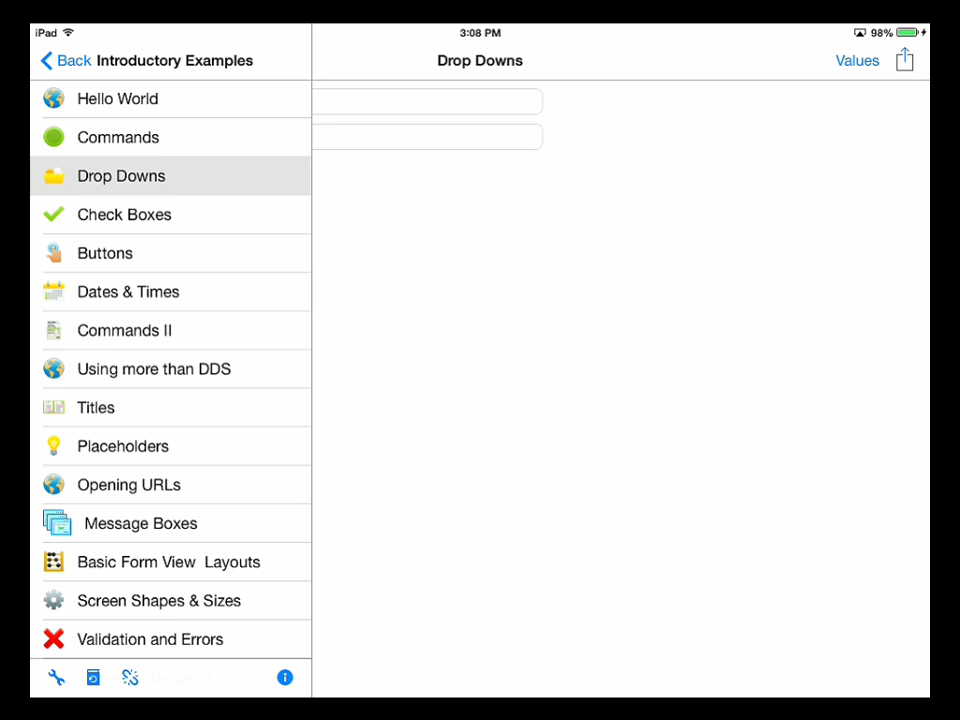 iPad 3:08 PM 98%
Back Introductory Examples Drop Downs Values
Hello World
Commands
Drop Downs
Check Boxes
Buttons
Dates & Times
Commands II
Using more than DDS
Titles
Placeholders
Opening URLs
Message Boxes
Basic Form View Layouts
Screen Shapes & Sizes
Validation and Errors